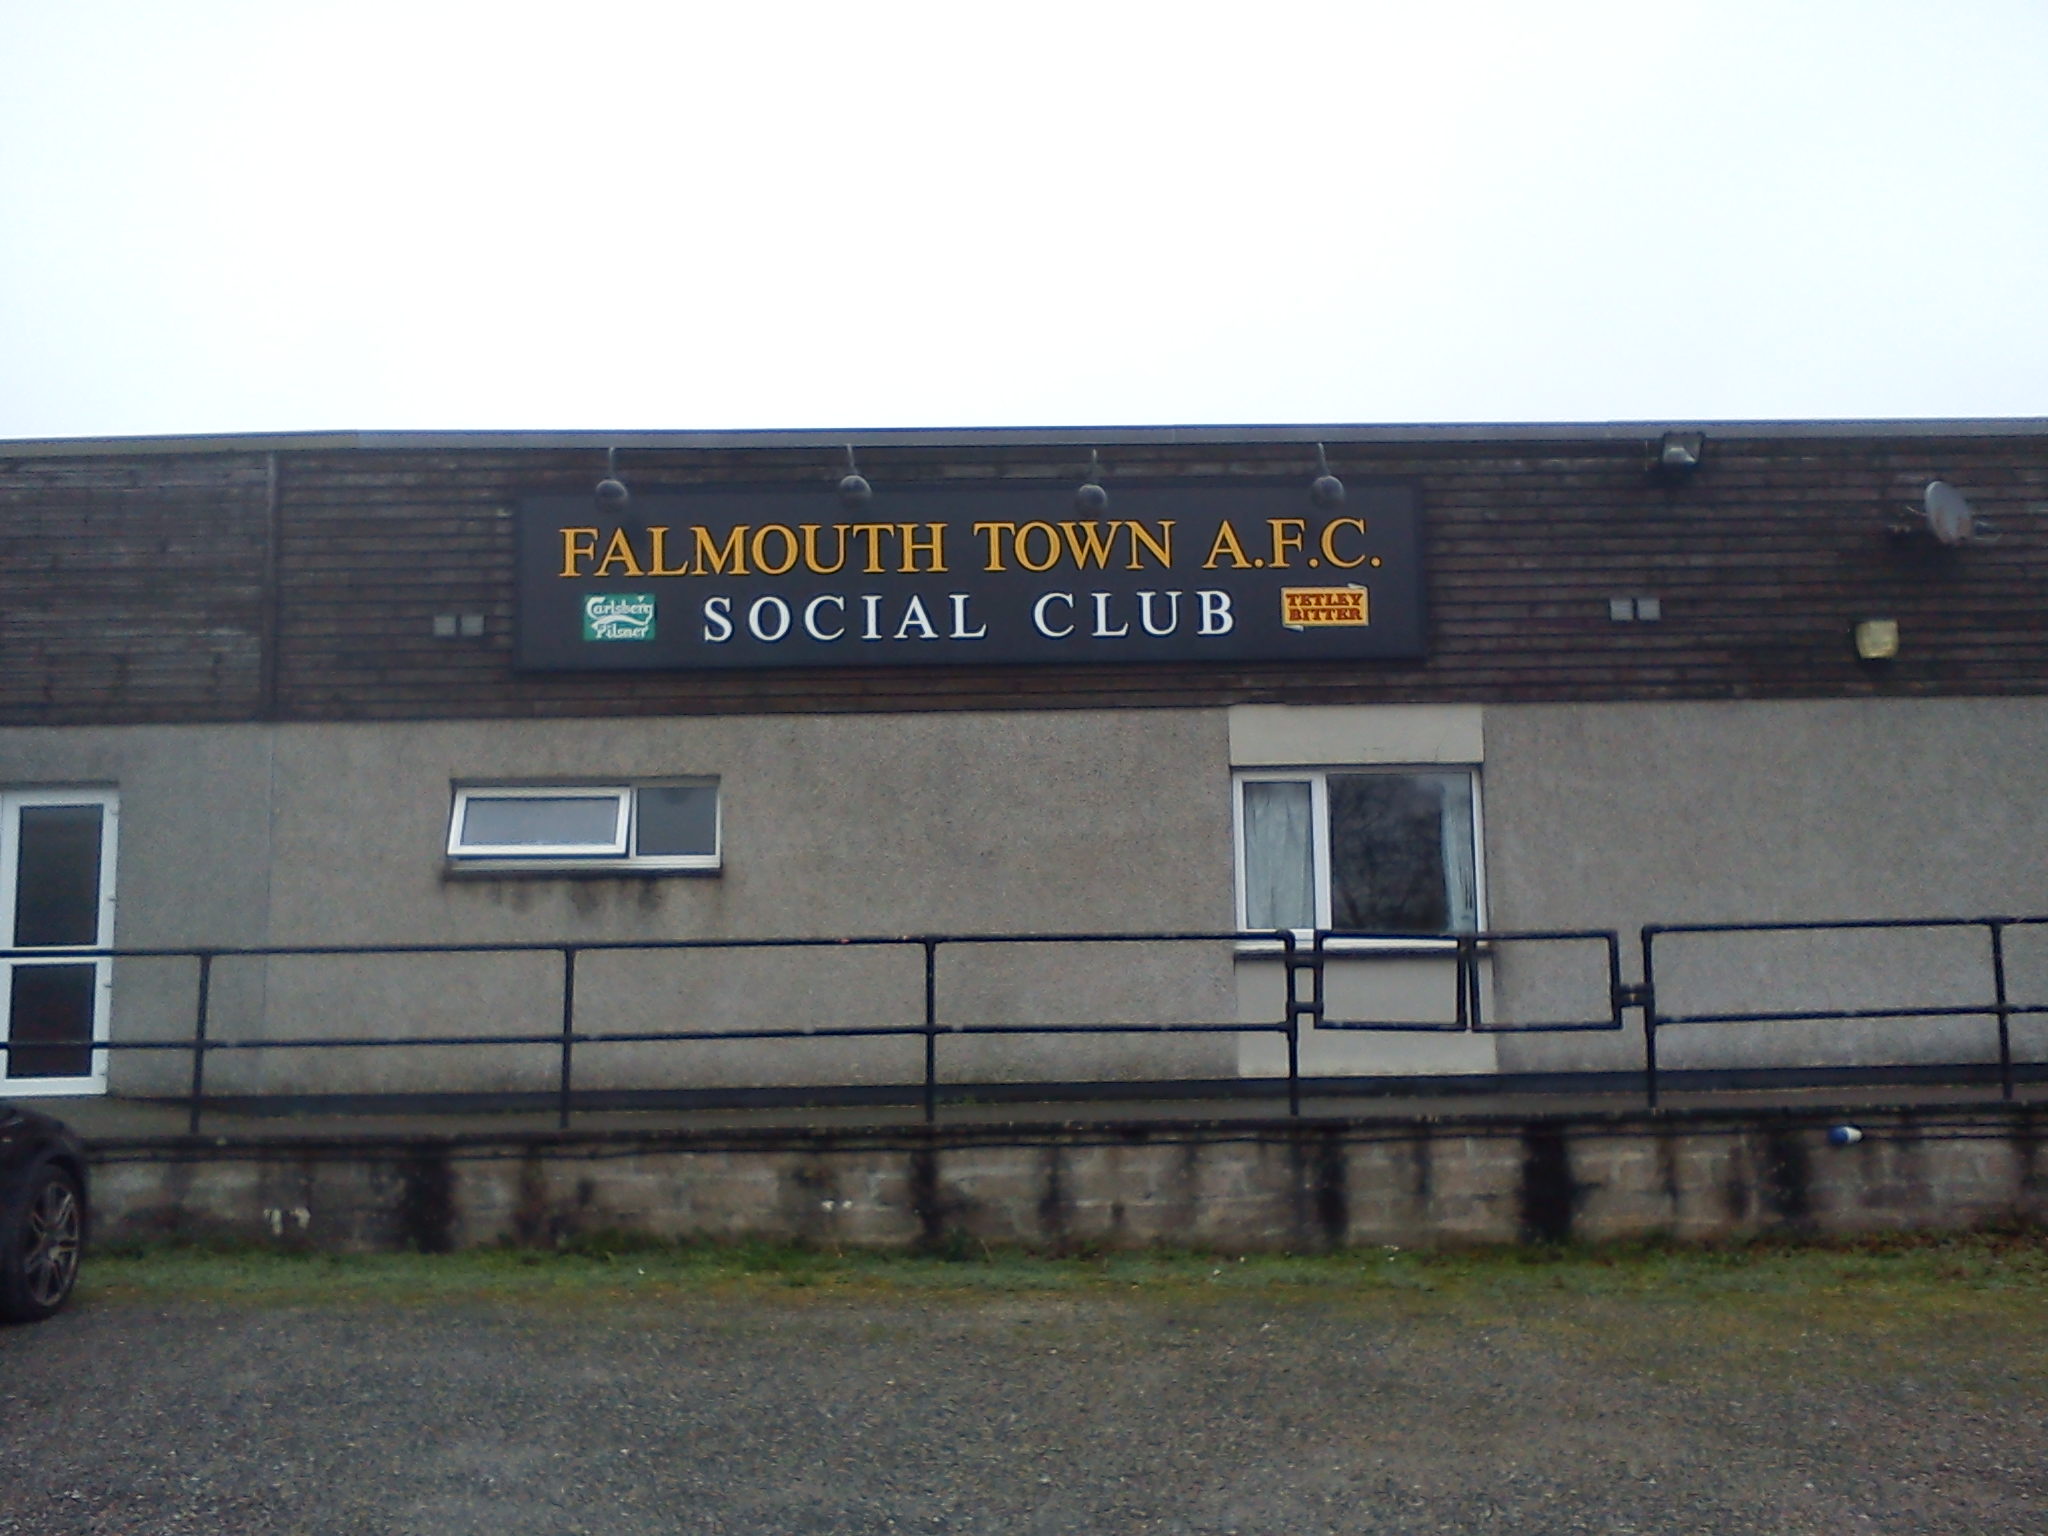 FALMOUTH TOWN A.F.C.
Carlsberg
Pilsner
SOCIAL CLUB
TETLEY
BITTER